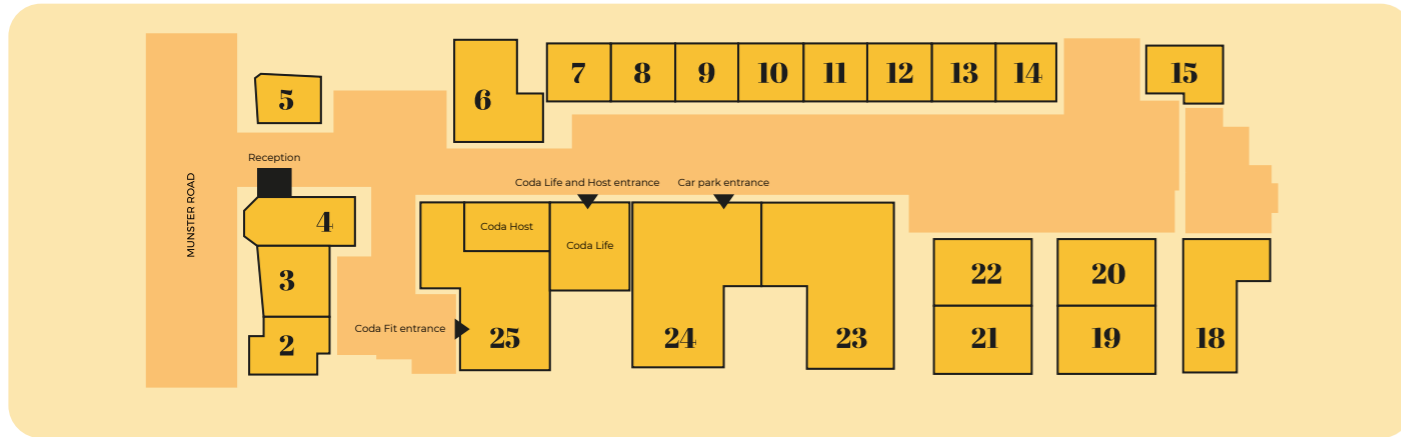 7 8 9 10 11 12 13 14 15
5 6
Reception
MUNSTER ROAD
Coda Life and Host entrance Car park entrance
4 Coda Host
Coda Life
3 22 20
Coda Fit entrance
2 25 24 23 21 19 18